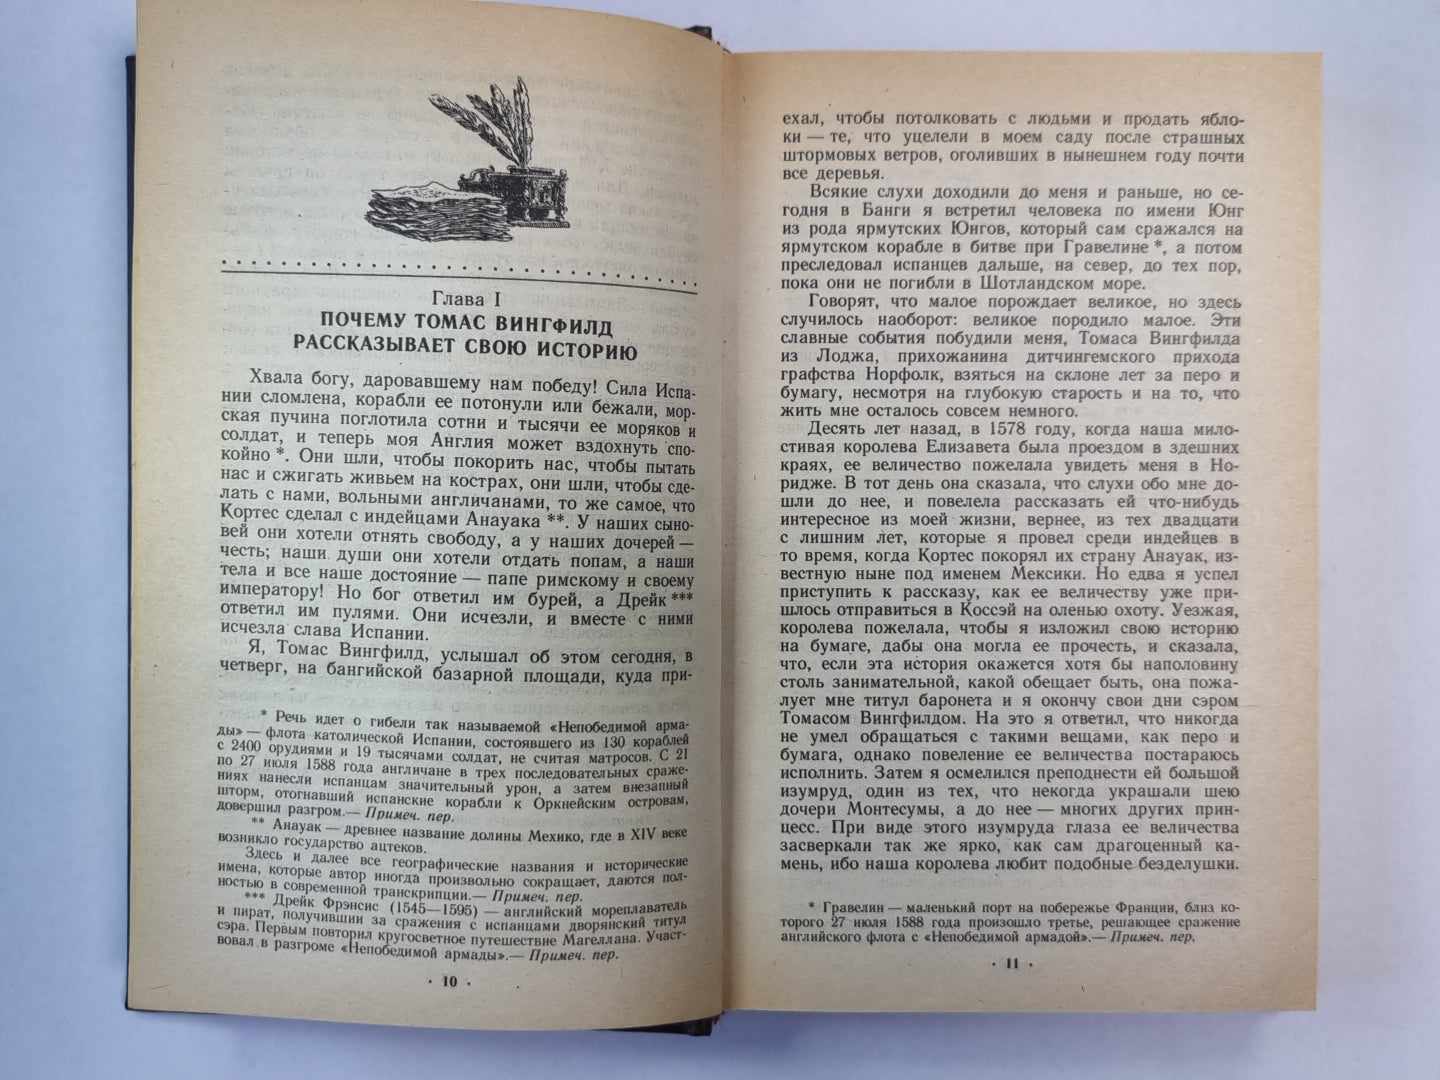 Глава I
ПОЧЕМУ ТОМАС ВИНГФИЛД
РАССКАЗЫВАЕТ СВОЮ ИСТОРИЮ
Хвала богу, даровавшему нам победу! Сила Испа-
нии сломлена, корабли ее потонули или бежали, мор-
ская пучина поглотила сотни и тысячи ее моряков и
солдат, и теперь моя Англия может вздохнуть спо-
койно *. Они шли, чтобы покорить нас, чтобы пытать
нас и сжигать живьем на кострах, они шли, чтобы сде-
лать с нами, вольными англичанами, то же самое, что
Кортес сделал с индейцами Анауака **. У наших сыно-
вей они хотели отнять свободу, а у наших дочерей —
честь; наши души они хотели отдать попам, а наши
тела и все наше достояние — папе римскому и своему
императору! Но бог ответил им бурей, а Дрейк ***
ответил им пулями. Они исчезли, и вместе с ними
исчезла слава Испании.
Я, Томас Вингфилд, услышал об этом сегодня, в
четверг, на бангийской базарной площади, куда при-
* Речь идет о гибели так называемой «Непобедимой арма-
ды» — флота католической Испании, состоявшего из 130 кораблей
с 2400 орудиями и 19 тысячами солдат, не считая матросов. С 21
по 27 июля 1588 года англичане в трех последовательных сраже-
ниях нанесли испанцам значительный урон, а затем внезапный
шторм, отогнавший испанские корабли к Оркнейским островам,
довершил разгром.— Примеч. пер.
** Анауак — древнее название долины Мехико, где в XIV веке
возникло государство ацтеков.
Здесь и далее все географические названия и исторические
имена, которые автор иногда произвольно сокращает, даются пол-
ностью в современной транскрипции.— Примеч. пер.
*** Дрейк Фрэнсис (1545—1595) — английский мореплаватель
и пират, получивший за сражения с испанцами дворянский титул
сэра. Первым повторил кругосветное путешествие Магеллана. Участ-
вовал в разгроме «Непобедимой армады».— Примеч. пер.
· 10 ·
ехал, чтобы потолковать с людьми и продать ябло-
ки — те, что уцелели в моем саду после страшных
штормовых ветров, оголивших в нынешнем году почти
все деревья.
Всякие слухи доходили до меня и раньше, но се-
годня в Банги я встретил человека по имени Юнг
из рода ярмутских Юнгов, который сам сражался на
ярмутском корабле в битве при Гравелине *, а потом
преследовал испанцев дальше, на север, до тех пор,
пока они не погибли в Шотландском море.
Говорят, что малое порождает великое, но здесь
случилось наоборот: великое породило малое. Эти
славные события побудили меня, Томаса Вингфилда
из Лоджа, прихожанина дитчингемского прихода
графства Норфолк, взяться на склоне лет за перо и
бумагу, несмотря на глубокую старость и на то, что
жить мне осталось совсем немного.
Десять лет назад, в 1578 году, когда наша мило-
стивая королева Елизавета была проездом в здешних
краях, ее величество пожелала увидеть меня в Но-
ридже. В тот день она сказала, что слухи обо мне до-
шли до нее, и повелела рассказать ей что-нибудь
интересное из моей жизни, вернее, из тех двадцати
с лишним лет, которые я провел среди индейцев в
то время, когда Кортес покорял их страну Анауак, из-
вестную ныне под именем Мексики. Но едва я успел
приступить к рассказу, как ее величеству уже при-
шлось отправиться в Коссэй на оленью охоту. Уезжая,
королева пожелала, чтобы я изложил свою историю
на бумаге, дабы она могла ее прочесть, и сказала,
что, если эта история окажется хотя бы наполовину
столь занимательной, какой обещает быть, она пожа-
лует мне титул баронета и я окончу свои дни сэром
Томасом Вингфилдом. На это я ответил, что никогда
не умел обращаться с такими вещами, как перо и
бумага, однако повеление ее величества постараюсь
исполнить. Затем я осмелился преподнести ей большой
изумруд, один из тех, что некогда украшали шею
дочери Монтесумы, а до нее — многих других прин-
цесс. При виде этого изумруда глаза ее величества
засверкали так же ярко, как сам драгоценный ка-
мень, ибо наша королева любит подобные безделушки.
* Гравелин — маленький порт на побережье Франции, близ ко-
торого 27 июля 1588 года произошло третье, решающее сражение
английского флота с «Непобедимой армадой».— Примеч. пер.
· 11 ·